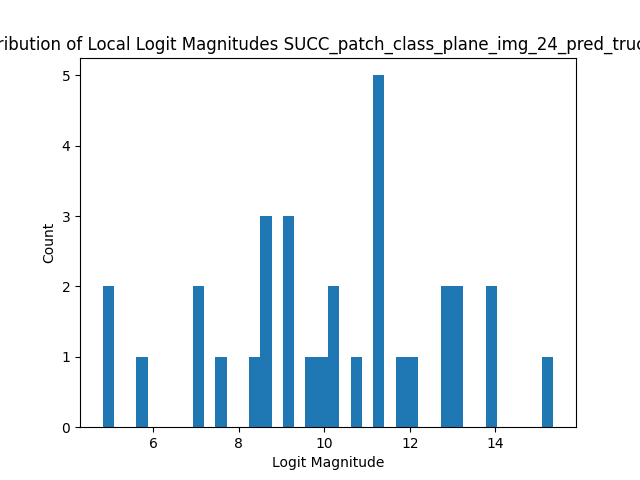 ribution of Local Logit Magnitudes SUCC_patch_class_plane_img_24_pred_truc
5
4
3
2
1
0
Count
6 8 10 12 14
Logit Magnitude